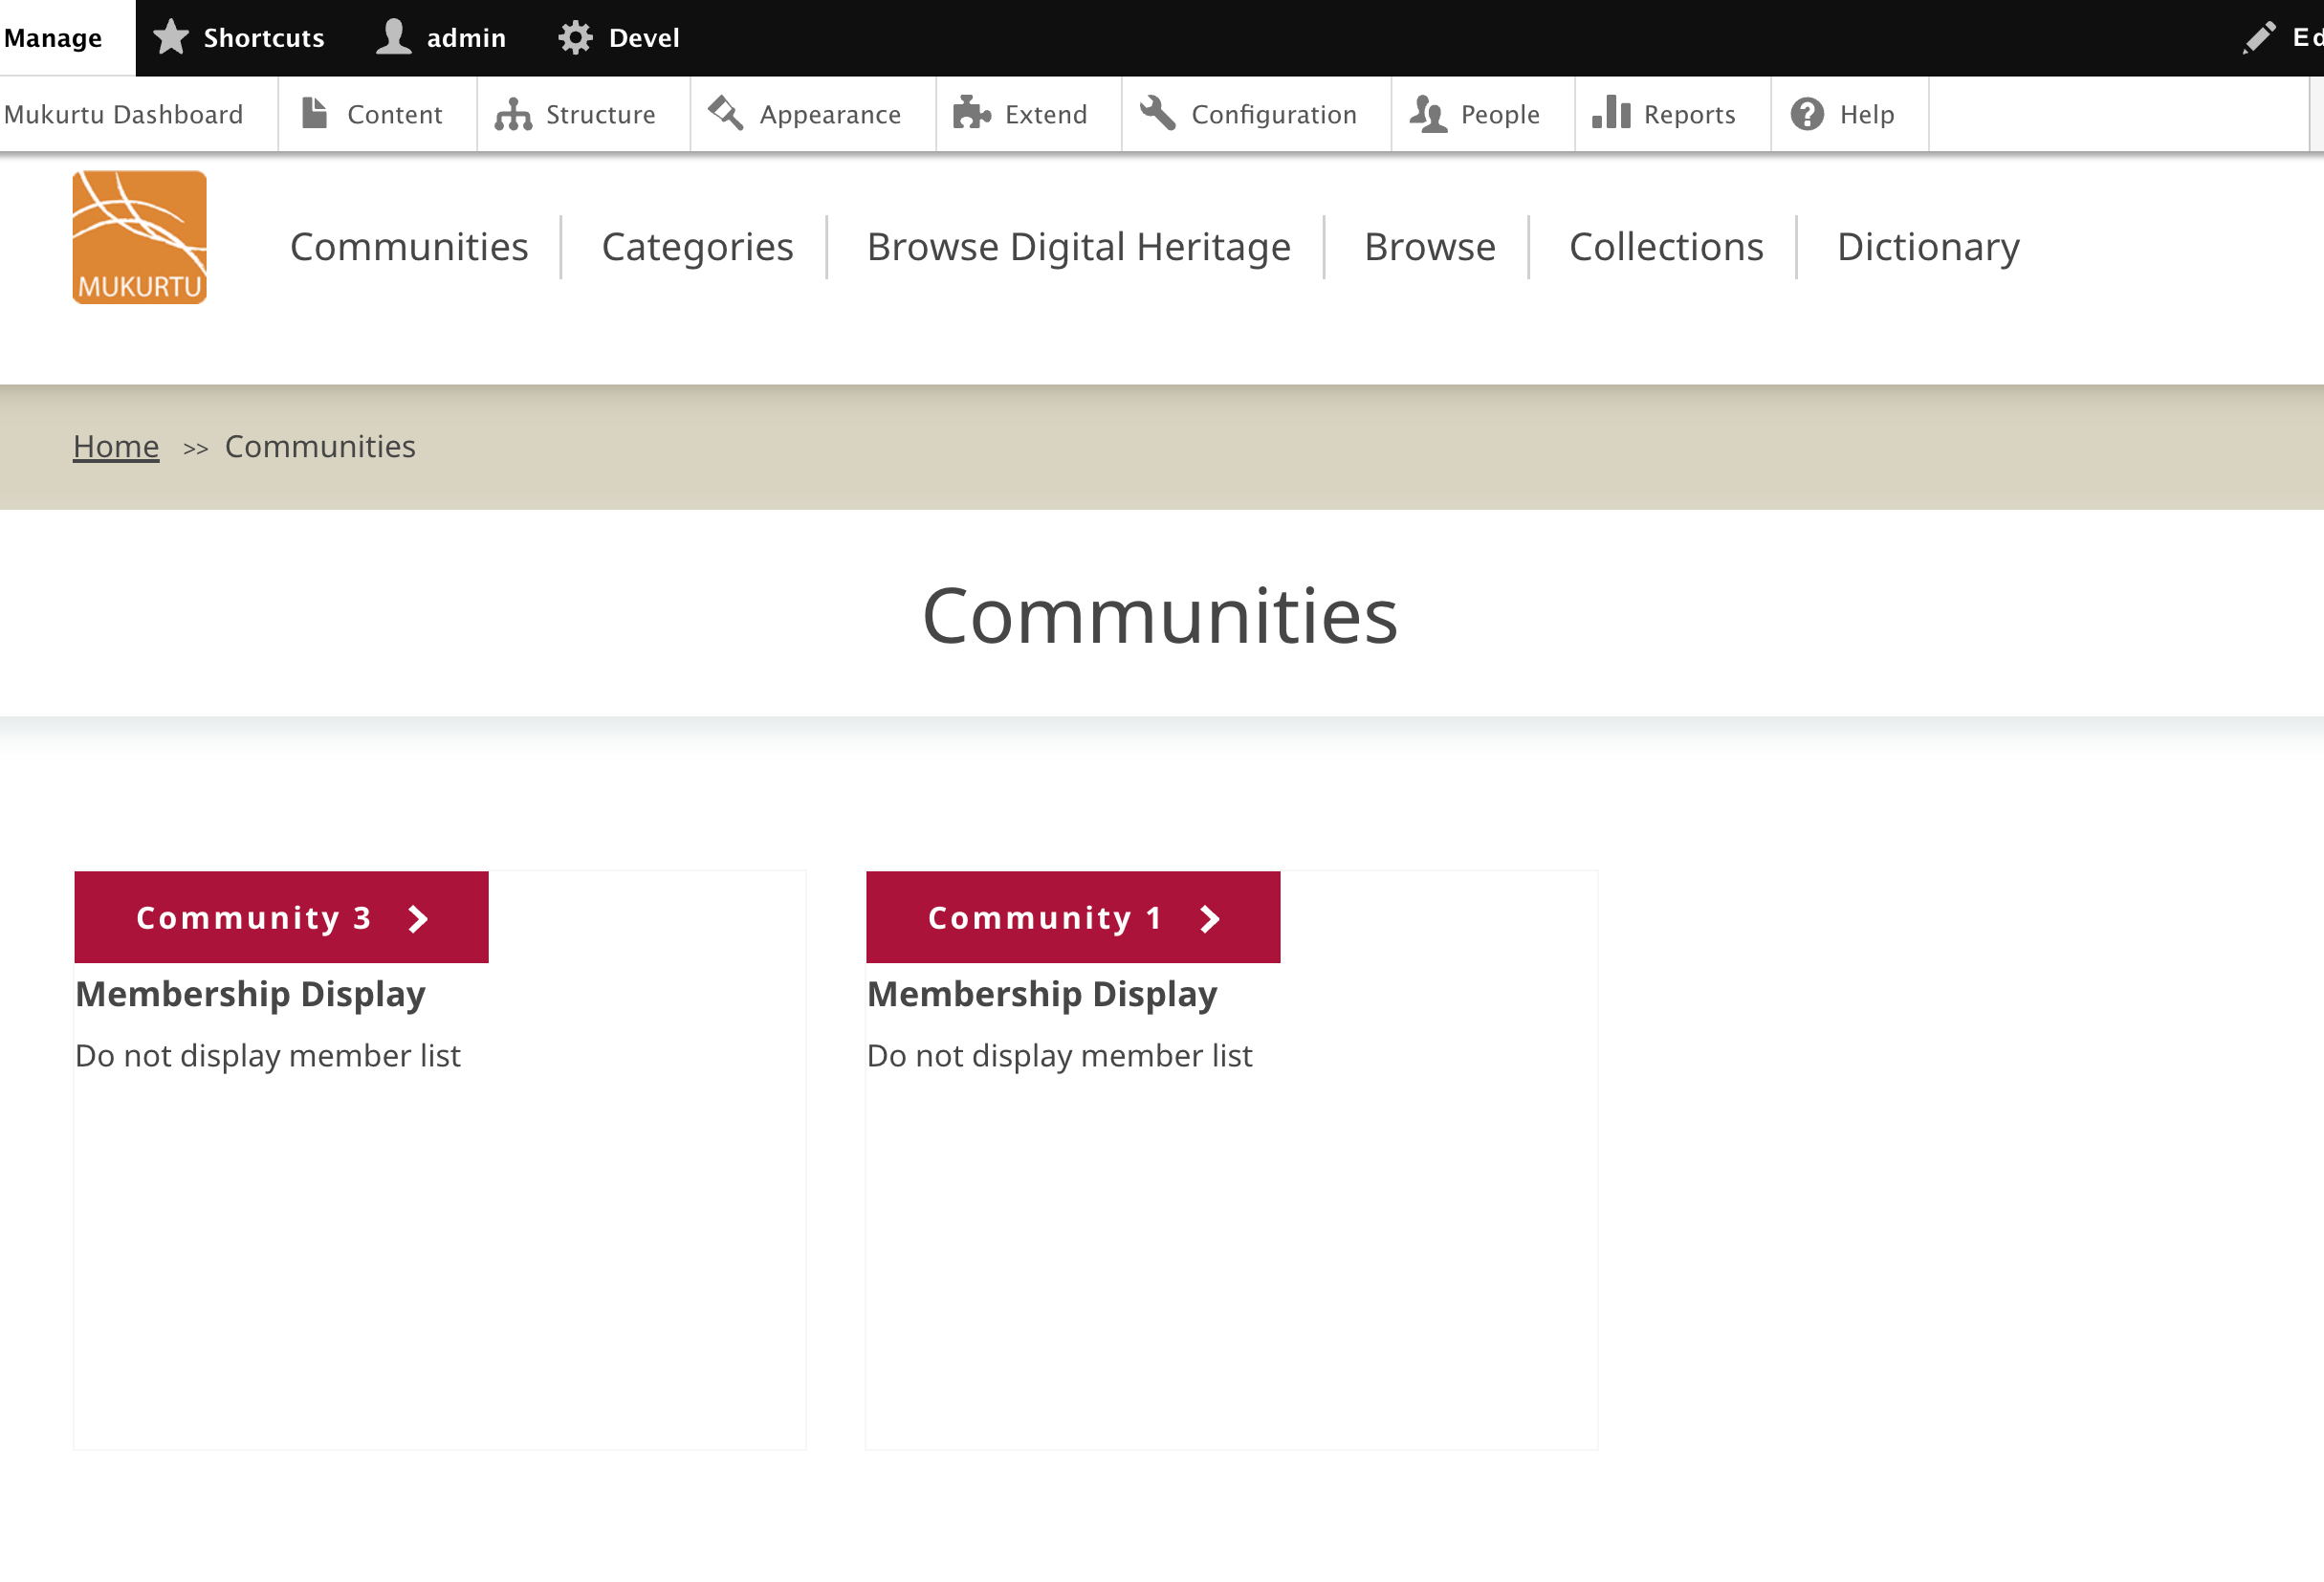 Manage Shortcuts admin Devel Ed
Mukurtu Dashboard Content Structure Appearance Extend Configuration People Reports Help
MUKURTU
Communities Categories Browse Digital Heritage Browse Collections Dictionary
Home >> Communities
Communities
Community 3
Membership Display
Do not display member list
Community 1
Membership Display
Do not display member list